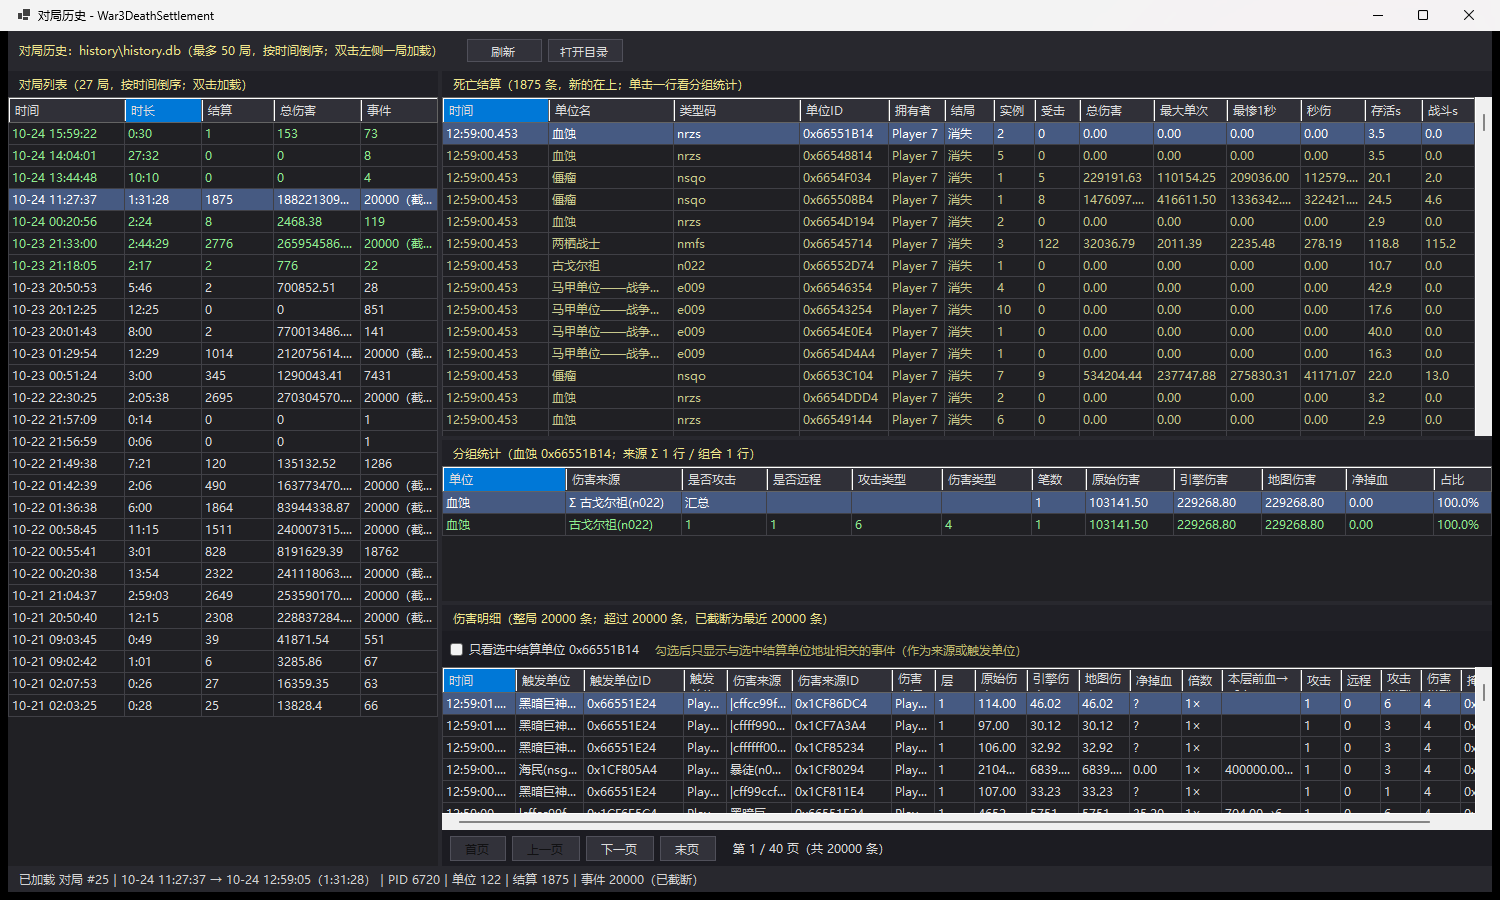 对局历史 - War3DeathSettlement
对局历史：history\history.db（最多 50 局，按时间倒序；双击左侧一局加载） 刷新 打开目录
对局列表（27 局，按时间倒序；双击加载）
时间 时长 结算 总伤害 事件
10-24 15:59:22 0:30 1 153 73
10-24 14:04:01 27:32 0 0 8
10-24 13:44:48 10:10 0 0 4
10-24 11:27:37 1:31:28 1875 188221309... 20000（截...
10-24 00:20:56 2:24 8 2468.38 119
10-23 21:33:00 2:44:29 2776 265954586.... 20000（截...
10-23 21:18:05 2:17 2 776 22
10-23 20:50:53 5:46 2 700852.51 28
10-23 20:12:25 12:25 0 0 851
10-23 20:01:43 8:00 2 770013486.... 141
10-23 01:29:54 12:29 1014 212075614.... 20000（截...
10-23 00:51:24 3:00 345 1290043.41 7431
10-22 22:30:25 2:05:38 2695 270304570.... 20000（截...
10-22 21:57:09 0:14 0 0 1
10-22 21:56:59 0:06 0 0 1
10-22 21:49:38 7:21 120 135132.52 1286
10-22 01:42:39 2:06 490 163773470.... 20000（截...
10-22 01:36:38 6:00 1864 83944338.87 20000（截...
10-22 00:58:45 11:15 1511 240007315.... 20000（截...
10-22 00:55:41 3:01 828 8191629.39 18762
10-22 00:20:38 13:54 2322 241118063.... 20000（截...
10-21 21:04:37 2:59:03 2649 253590170.... 20000（截...
10-21 20:50:40 12:15 2308 228837284.... 20000（截...
10-21 09:03:45 0:49 39 41871.54 551
10-21 09:02:42 1:01 6 3285.86 67
10-21 02:07:53 0:26 27 16359.35 63
10-21 02:03:25 0:28 25 13828.4 66
死亡结算（1875 条，新的在上；单击一行看分组统计）
时间 单位名 类型码 单位ID 拥有者 结局 实例 受击 总伤害 最大单次 最惨1秒 秒伤 存活s 战斗s
12:59:00.453 血蚀 nrzs 0x66551B14 Player 7 消失 2 0 0.00 0.00 0.00 0.00 3.5 0.0
12:59:00.453 血蚀 nrzs 0x66548814 Player 7 消失 5 0 0.00 0.00 0.00 0.00 3.5 0.0
12:59:00.453 僵瘤 nsqo 0x6654F034 Player 7 消失 1 5 229191.63 110154.25 209036.00 112579.... 20.1 2.0
12:59:00.453 僵瘤 nsqo 0x665508B4 Player 7 消失 1 8 1476097.... 416611.50 1336342.... 322421.... 24.5 4.6
12:59:00.453 血蚀 nrzs 0x6654D194 Player 7 消失 2 0 0.00 0.00 0.00 0.00 2.9 0.0
12:59:00.453 两栖战士 nmfs 0x66545714 Player 7 消失 3 122 32036.79 2011.39 2235.48 278.19 118.8 115.2
12:59:00.453 古戈尔祖 n022 0x66552D74 Player 7 消失 1 0 0.00 0.00 0.00 0.00 10.7 0.0
12:59:00.453 马甲单位——战争... e009 0x66546354 Player 7 消失 4 0 0.00 0.00 0.00 0.00 42.9 0.0
12:59:00.453 马甲单位——战争... e009 0x66543254 Player 7 消失 10 0 0.00 0.00 0.00 0.00 17.6 0.0
12:59:00.453 马甲单位——战争... e009 0x6654E0E4 Player 7 消失 1 0 0.00 0.00 0.00 0.00 40.0 0.0
12:59:00.453 马甲单位——战争... e009 0x6654D4A4 Player 7 消失 1 0 0.00 0.00 0.00 0.00 16.3 0.0
12:59:00.453 僵瘤 nsqo 0x6653C104 Player 7 消失 7 9 534204.44 237747.88 275830.31 41171.07 22.0 13.0
12:59:00.453 血蚀 nrzs 0x6654DDD4 Player 7 消失 2 0 0.00 0.00 0.00 0.00 3.2 0.0
12:59:00.453 血蚀 nrzs 0x66549144 Player 7 消失 6 0 0.00 0.00 0.00 0.00 2.9 0.0
分组统计（血蚀 0x66551B14；来源 Σ 1 行 / 组合 1 行）
单位 伤害来源 是否攻击 是否远程 攻击类型 伤害类型 笔数 原始伤害 引擎伤害 地图伤害 净掉血 占比
血蚀 Σ 古戈尔祖(n022) 汇总 1 103141.50 229268.80 229268.80 0.00 100.0%
血蚀 古戈尔祖(n022) 1 1 6 4 1 103141.50 229268.80 229268.80 0.00 100.0%
伤害明细（整局 20000 条；超过 20000 条，已截断为最近 20000 条）
只看选中结算单位 0x66551B14 勾选后只显示与选中结算单位地址相关的事件（作为来源或触发单位）
时间 触发单位 触发单位ID 触发 伤害来源 伤害来源ID 伤害 层 原始伤 引擎伤 地图伤 净掉血 倍数 本层前血→ 攻击 远程 攻击 伤害
12:59:01.... 黑暗巨神... 0x66551E24 Play... |cffcc99f... 0x1CF86DC4 Play... 1 114.00 46.02 46.02 ? 1× 1 0 6 4 0x
12:59:01.... 黑暗巨神... 0x66551E24 Play... |cffff990... 0x1CF7A3A4 Play... 1 97.00 30.12 30.12 ? 1× 1 0 3 4 0x
12:59:00.... 黑暗巨神... 0x66551E24 Play... |cffffff00... 0x1CF85234 Play... 1 106.00 32.92 32.92 ? 1× 1 0 3 4 0x
12:59:00.... 海民(nsg... 0x1CF805A4 Play... 暴徒(n0... 0x1CF80294 Play... 1 2104... 6839.... 6839.... 0.00 1× 400000.00... 1 0 3 4 0x
12:59:00.... 黑暗巨神... 0x66551E24 Play... |cff99ccf... 0x1CF811E4 Play... 1 107.00 33.23 33.23 ? 1× 1 0 1 4 0x
首页 上一页 下一页 末页 第 1 / 40 页（共 20000 条）
已加载 对局 #25 | 10-24 11:27:37 → 10-24 12:59:05（1:31:28） | PID 6720 | 单位 122 | 结算 1875 | 事件 20000（已截断）